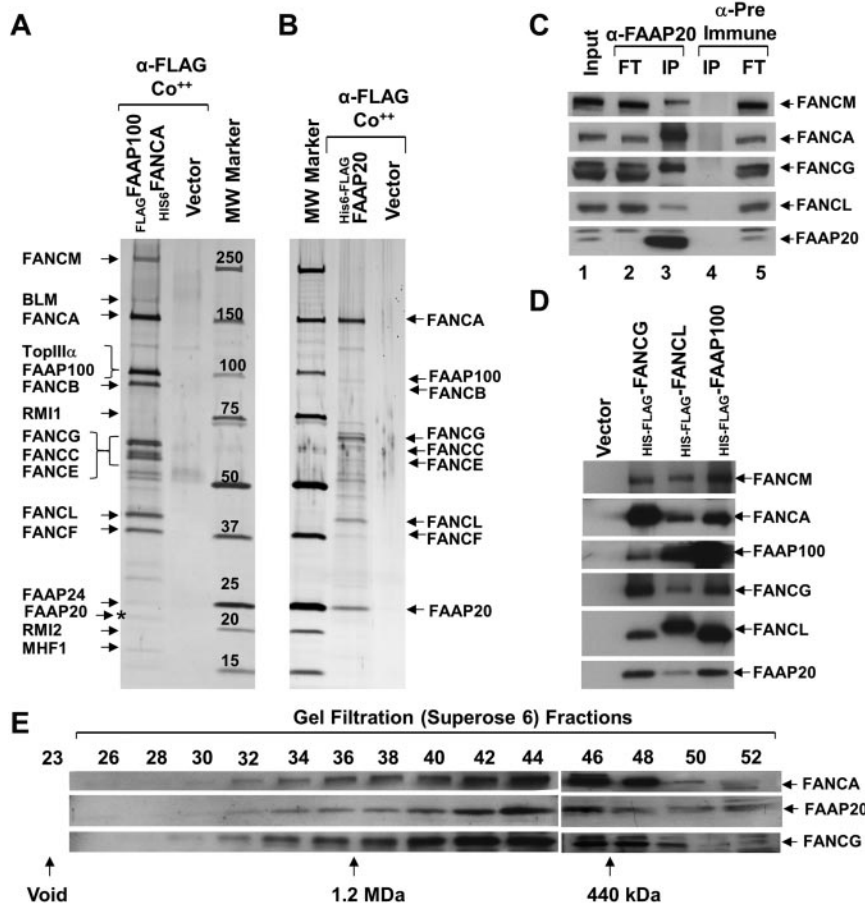 A
α-FLAG
Co++
FLAGFAAP100
HIS6FANCA
Vector
MW Marker
FANCM
BLM
FANCA
TopIIIα
FAAP100
FANCB
RMI1
FANCG
FANCC
FANCE
FANCL
FANCF
FAAP24
FAAP20 *
RMI2
MHF1
250
150
100
75
50
37
25
20
15
B
α-FLAG
Co++
MW Marker
His6-FLAG
FAAP20
Vector
FANCA
FAAP100
FANCB
FANCG
FANCC
FANCE
FANCL
FANCF
FAAP20
C
α-Pre
α-FAAP20 Immune
Input FT IP IP FT
FANCM
FANCA
FANCG
FANCL
FAAP20
1 2 3 4 5
D
Vector
HIS-FLAG-FANCG
HIS-FLAG-FANCL
HIS-FLAG-FAAP100
FANCM
FANCA
FAAP100
FANCG
FANCL
FAAP20
E
Gel Filtration (Superose 6) Fractions
23 26 28 30 32 34 36 38 40 42 44 46 48 50 52
FANCA
FAAP20
FANCG
Void 1.2 MDa 440 kDa